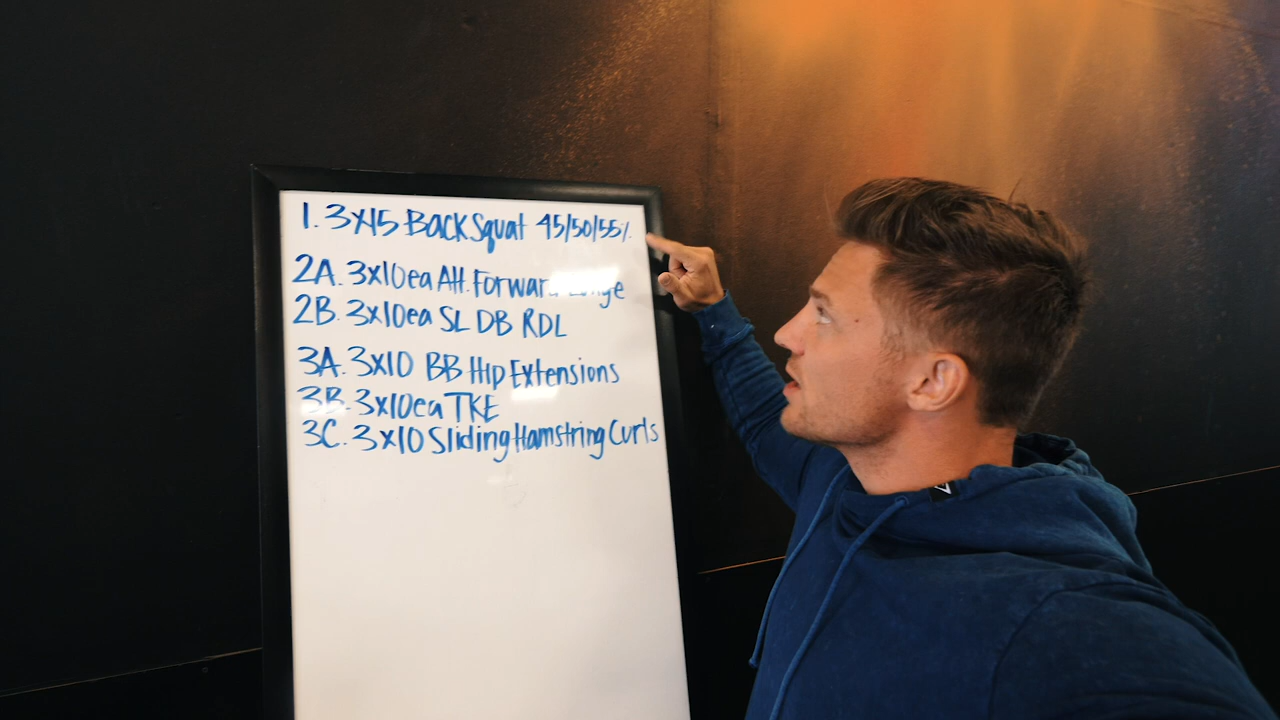 1. 3x15 Back Squat 45/50/55%
2A. 3x10ea Alt. Forward Lunge
2B. 3x10ea SL DB RDL
3A. 3x10 BB Hip Extensions
3B. 3x10ea TKE
3C. 3x10 Sliding Hamstring Curls